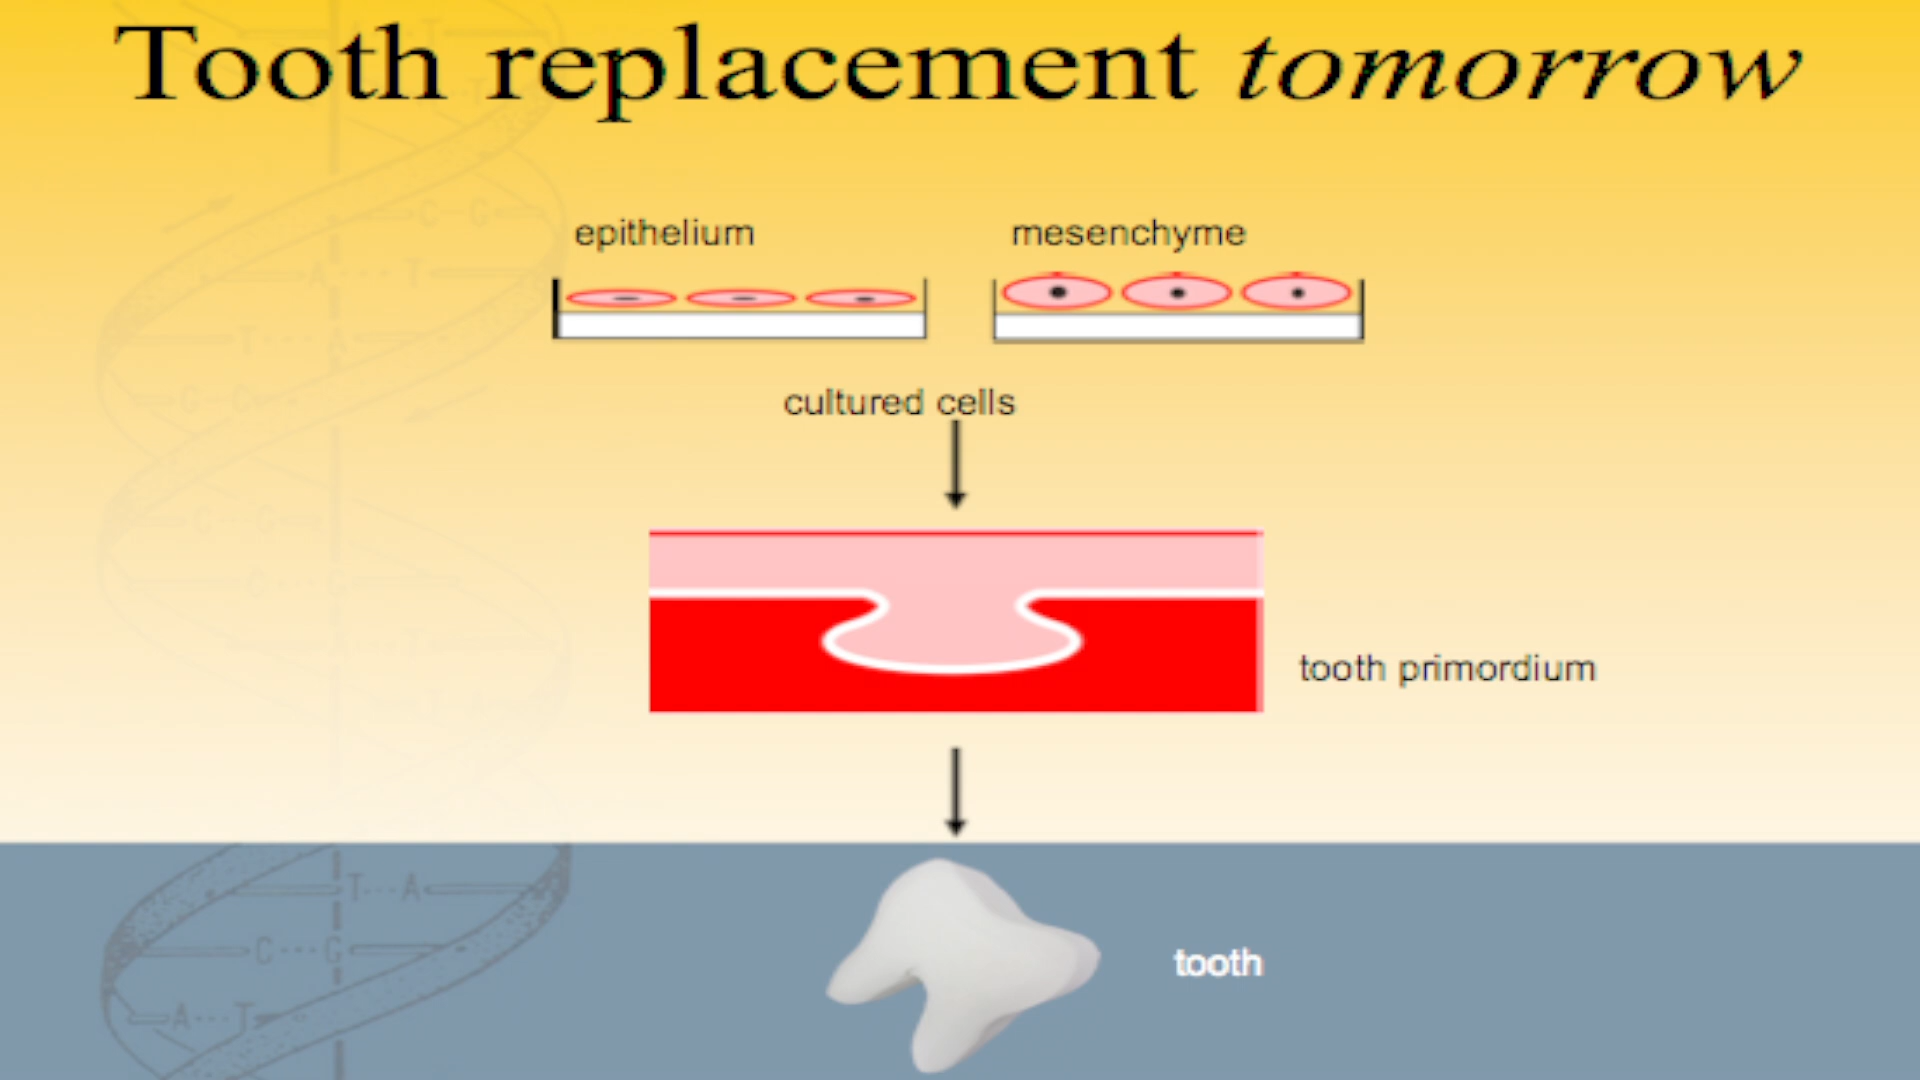 Tooth replacement tomorrow
epithelium
mesenchyme
cultured cells
tooth primordium
tooth
T
C G
A T
T A
C G
C G
T A
C G
A T